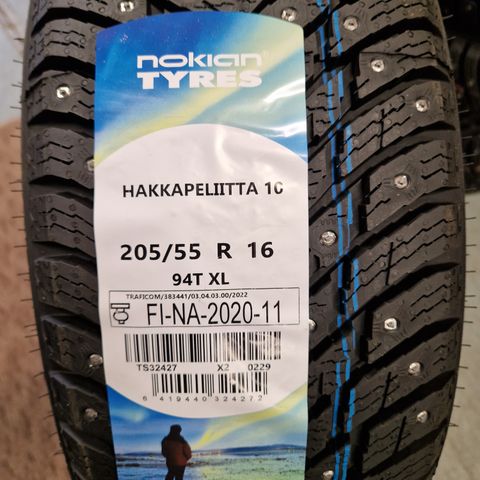 nokian
TYRES
HAKKAPELIITTA 10
205/55 R 16
94T XL
TRAFICOM/383441/03.04.03.00/2022
FI-NA-2020-11
TS32427 X2 0229
6 419440 324272